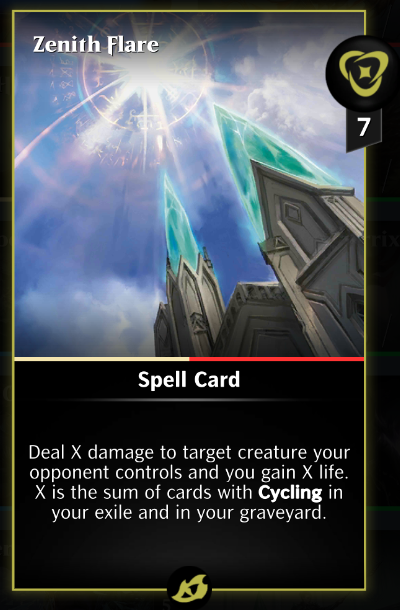 Zenith Flare
7
Spell Card
Deal X damage to target creature your
opponent controls and you gain X life.
X is the sum of cards with Cycling in
your exile and in your graveyard.